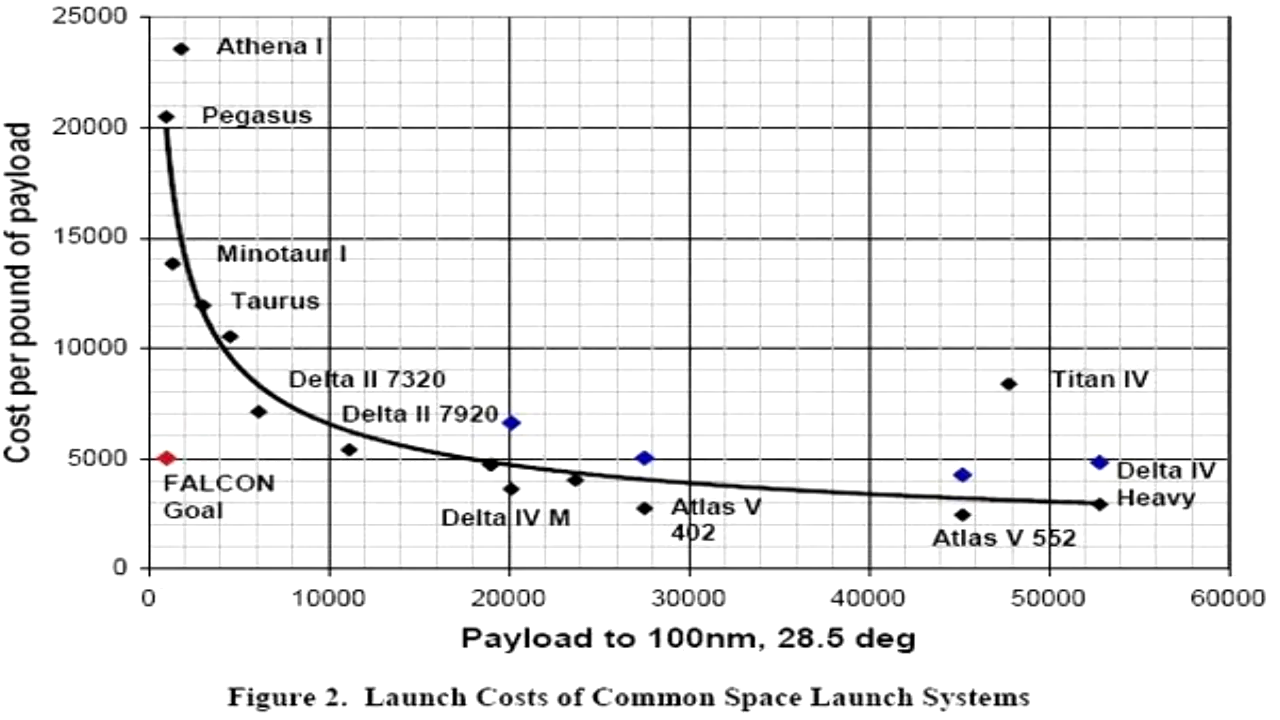 25000
20000
15000
10000
5000
0
Cost per pound of payload
Athena I
Pegasus
Minotaur I
Taurus
Delta II 7320
Delta II 7920
Titan IV
FALCON
Goal
Delta IV M
Atlas V
402
Delta IV
Heavy
Atlas V 552
0 10000 20000 30000 40000 50000 60000
Payload to 100nm, 28.5 deg
Figure 2. Launch Costs of Common Space Launch Systems